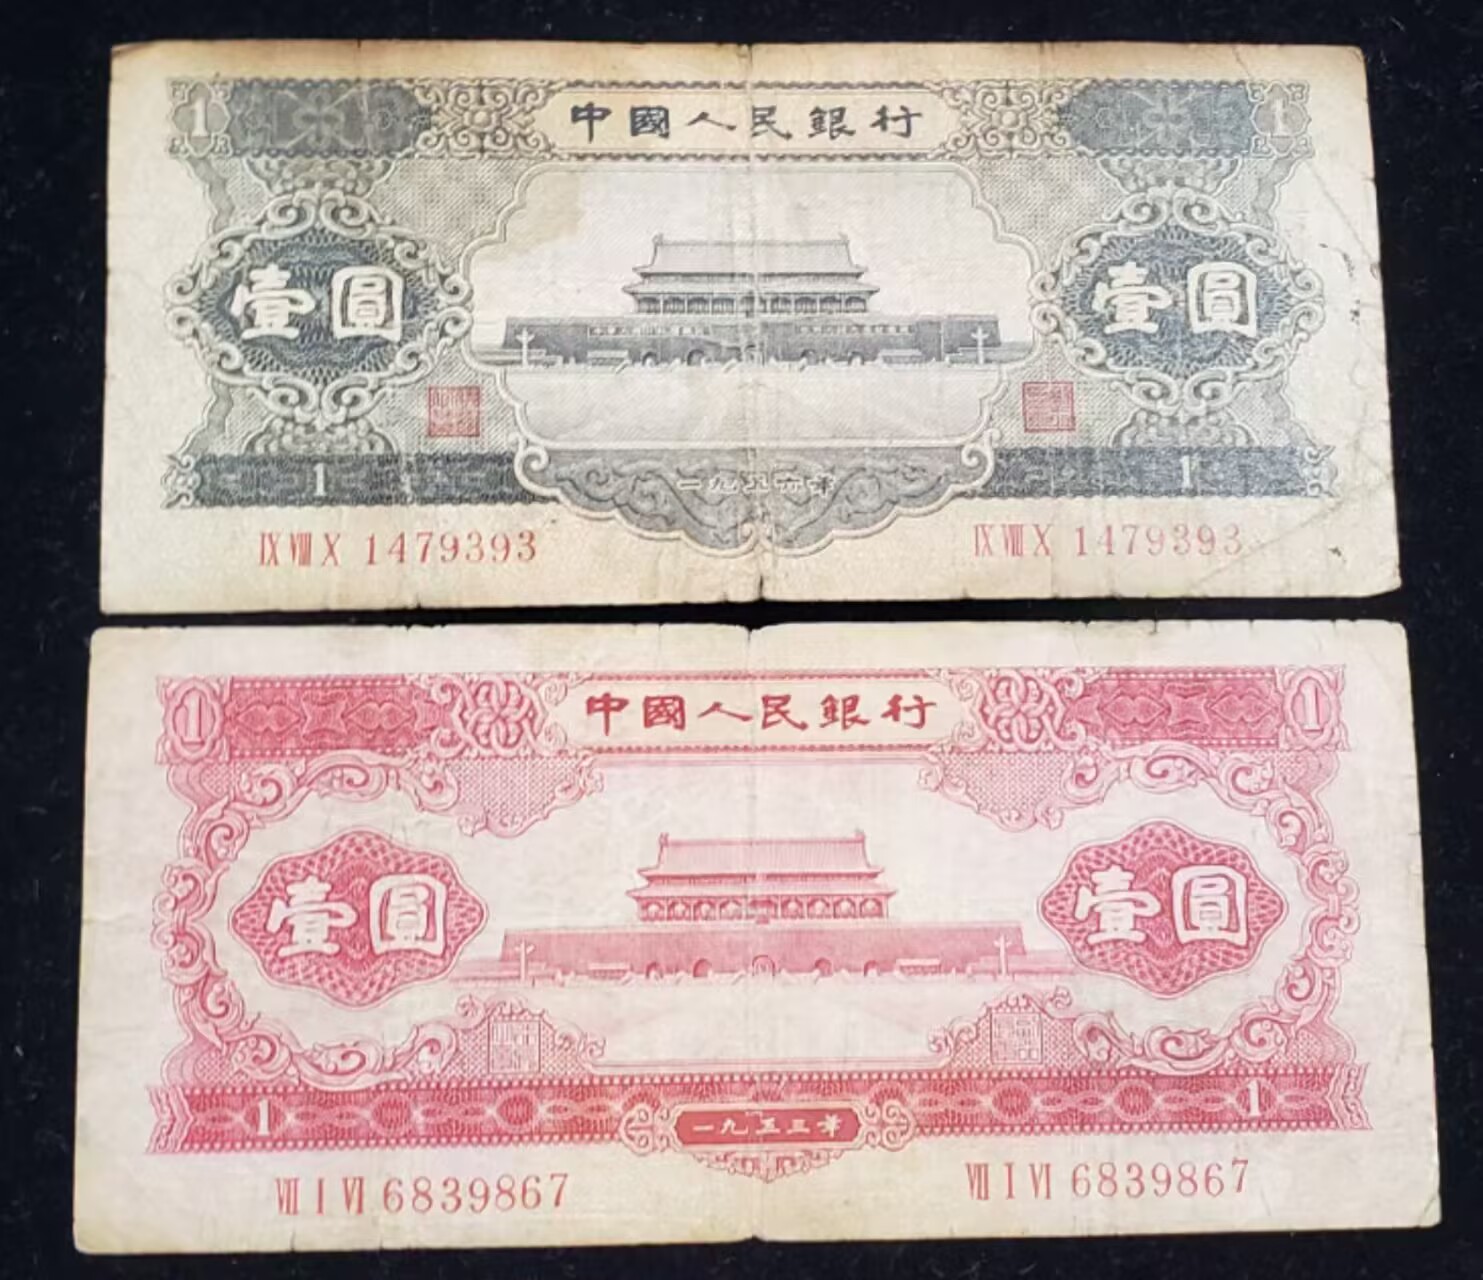 1 中國人民銀行 1
壹圓 壹圓
1 一九五六年 1
IX VIII X 1479393 IX VIII X 1479393
1 中國人民銀行 1
壹圓 壹圓
1 一九五三年 1
VII I VI 6839867 VII I VI 6839867